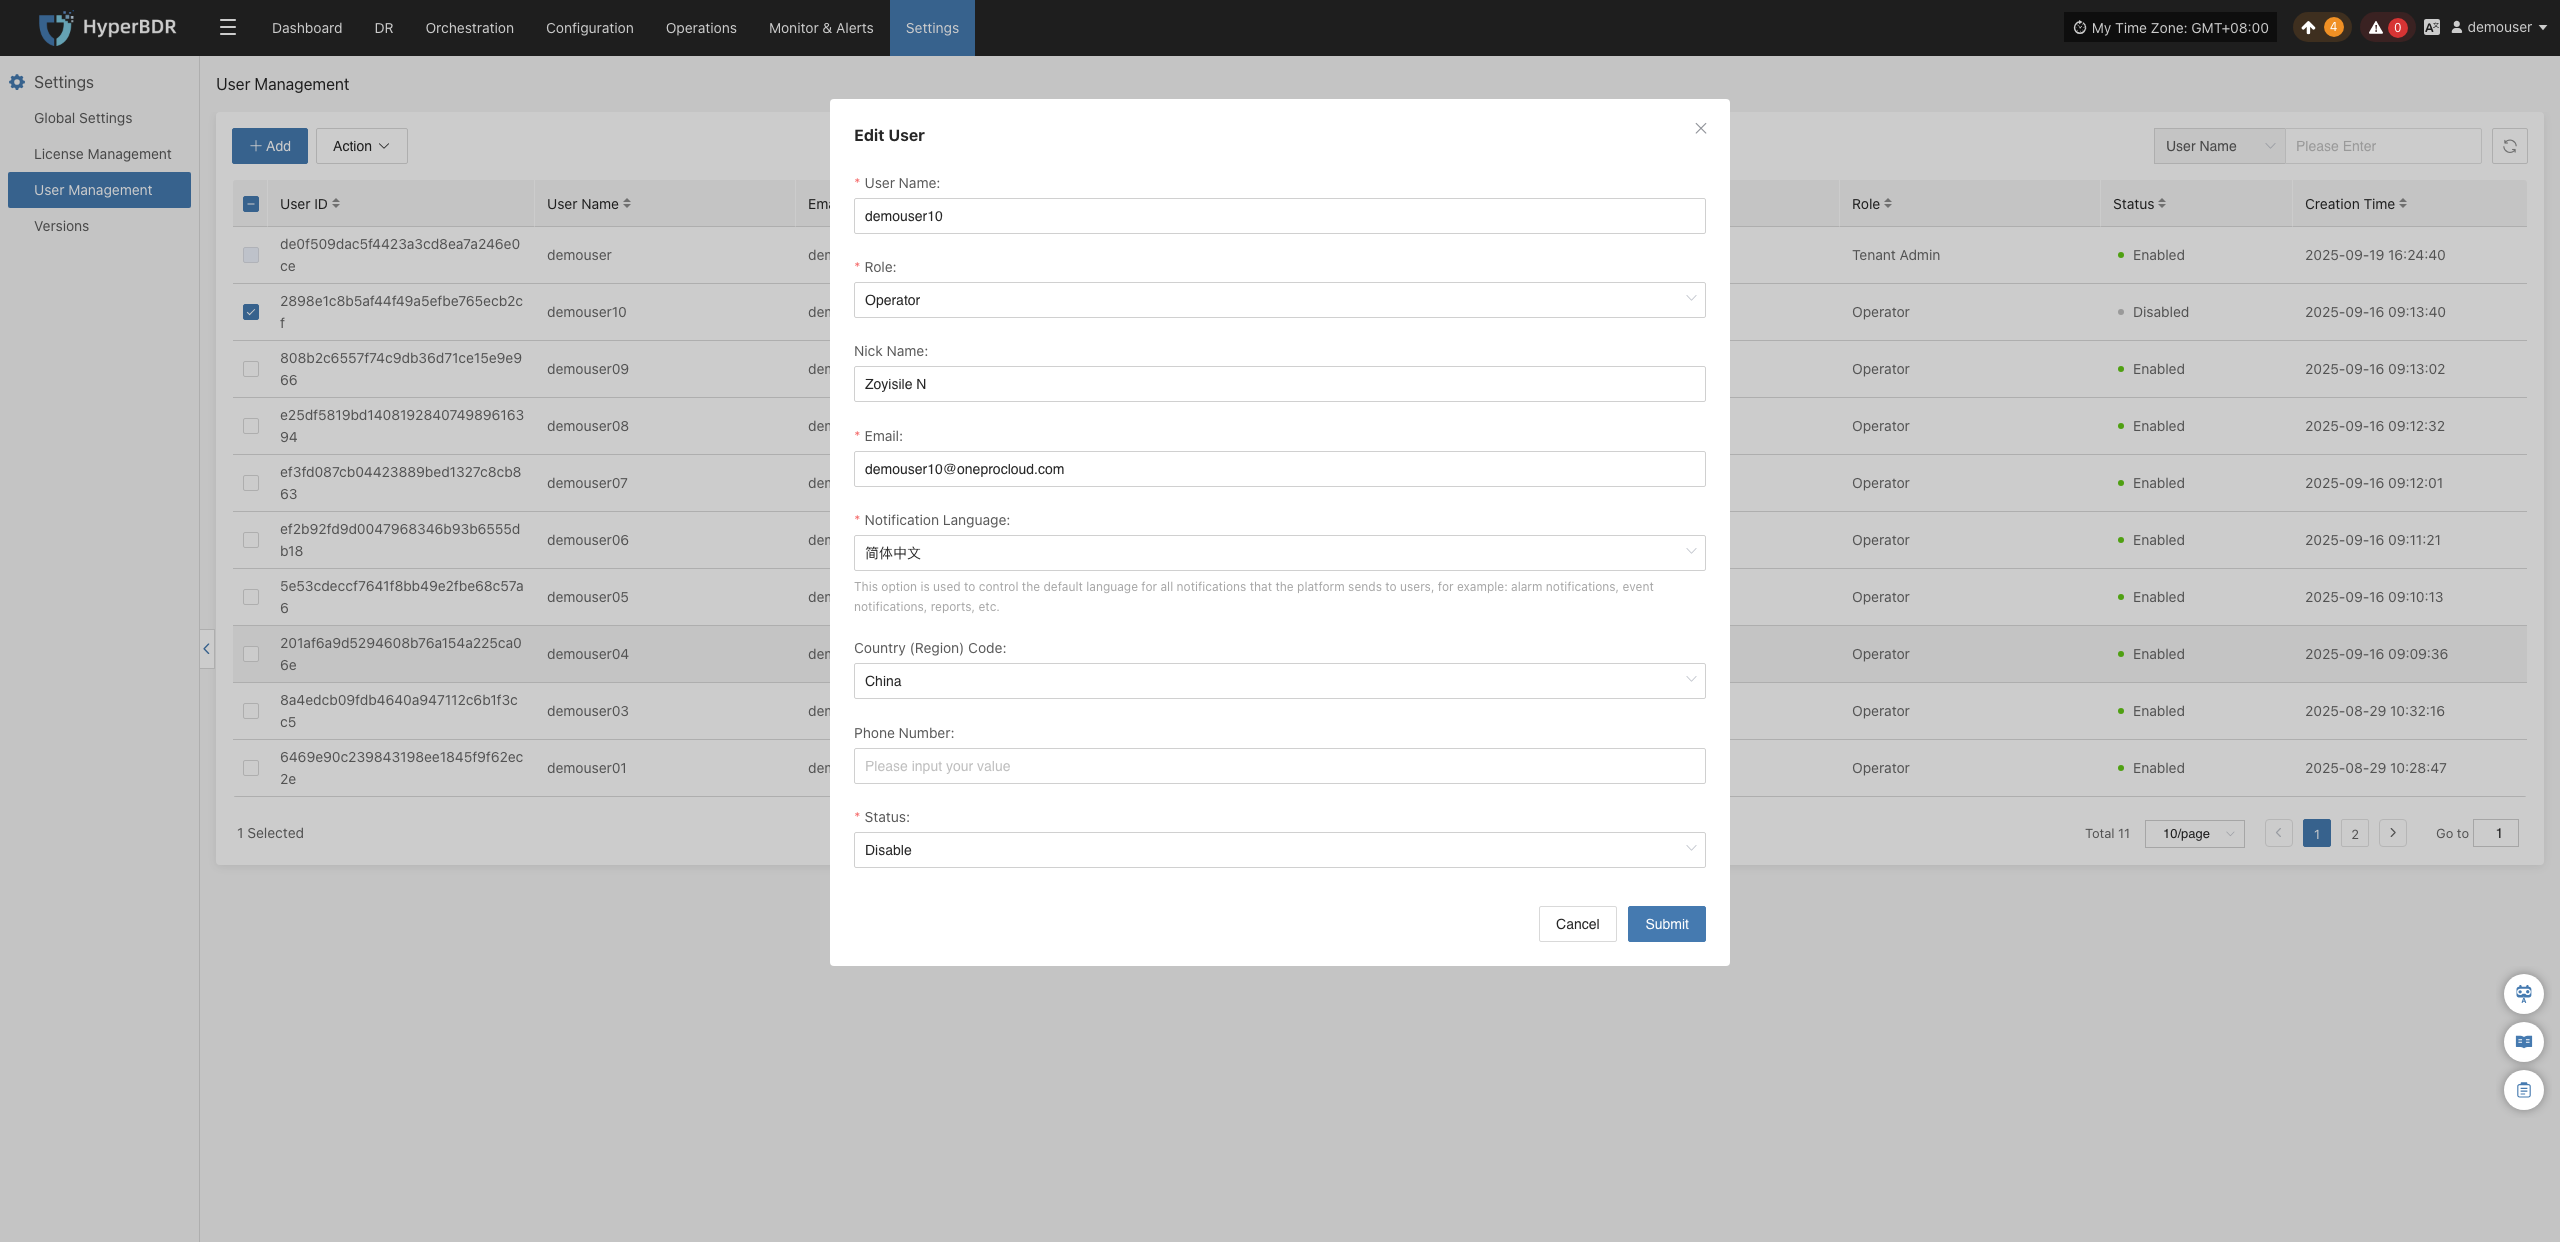 HyperBDR
Dashboard
DR
Orchestration
Configuration
Operations
Monitor & Alerts
Settings
My Time Zone: GMT+08:00
4
0
demouser
Settings
Global Settings
License Management
User Management
Versions
User Management
Add
Action
User Name
Please Enter
User ID
User Name
Ema
Role
Status
Creation Time
de0f509dac5f4423a3cd8ea7a246e0
ce
demouser
den
Tenant Admin
Enabled
2025-09-19 16:24:40
2898e1c8b5af44f49a5efbe765ecb2c
f
demouser10
den
Operator
Disabled
2025-09-16 09:13:40
808b2c6557f74c9db36d71ce15e9e9
66
demouser09
den
Operator
Enabled
2025-09-16 09:13:02
e25df5819bd1408192840749896163
94
demouser08
den
Operator
Enabled
2025-09-16 09:12:32
ef3fd087cb04423889bed1327c8cb8
63
demouser07
den
Operator
Enabled
2025-09-16 09:12:01
ef2b92fd9d0047968346b93b6555d
b18
demouser06
den
Operator
Enabled
2025-09-16 09:11:21
5e53cdeccf7641f8bb49e2fbe68c57a
6
demouser05
den
Operator
Enabled
2025-09-16 09:10:13
201af6a9d5294608b76a154a225ca0
6e
demouser04
den
Operator
Enabled
2025-09-16 09:09:36
8a4edcb09fdb4640a947112c6b1f3c
c5
demouser03
den
Operator
Enabled
2025-08-29 10:32:16
6469e90c239843198ee1845f9f62ec
2e
demouser01
den
Operator
Enabled
2025-08-29 10:28:47
1 Selected
Total 11
10/page
1
2
Go to
1
Edit User
* User Name:
demouser10
* Role:
Operator
Nick Name:
Zoyisile N
* Email:
demouser10@oneprocloud.com
* Notification Language:
简体中文
This option is used to control the default language for all notifications that the platform sends to users, for example: alarm notifications, event
notifications, reports, etc.
Country (Region) Code:
China
Phone Number:
Please input your value
* Status:
Disable
Cancel
Submit